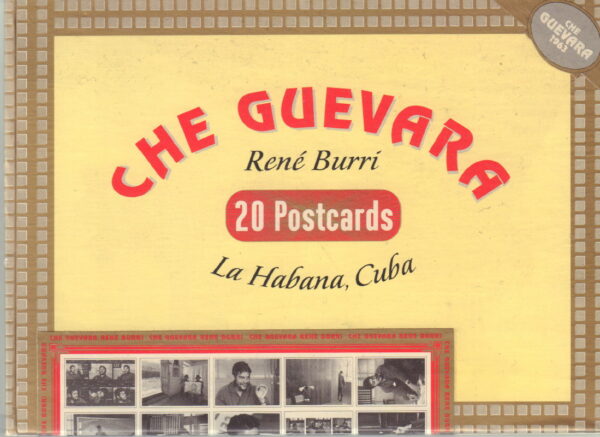 CHE
GUEVARA
1963
CHE GUEVARA
René Burri
20 Postcards
La Habana, Cuba
CHE GUEVARA RENÉ BURRI CHE GUEVARA RENÉ BURRI CHE GUEVARA RENÉ BURRI CHE GUEVARA RENÉ BURRI